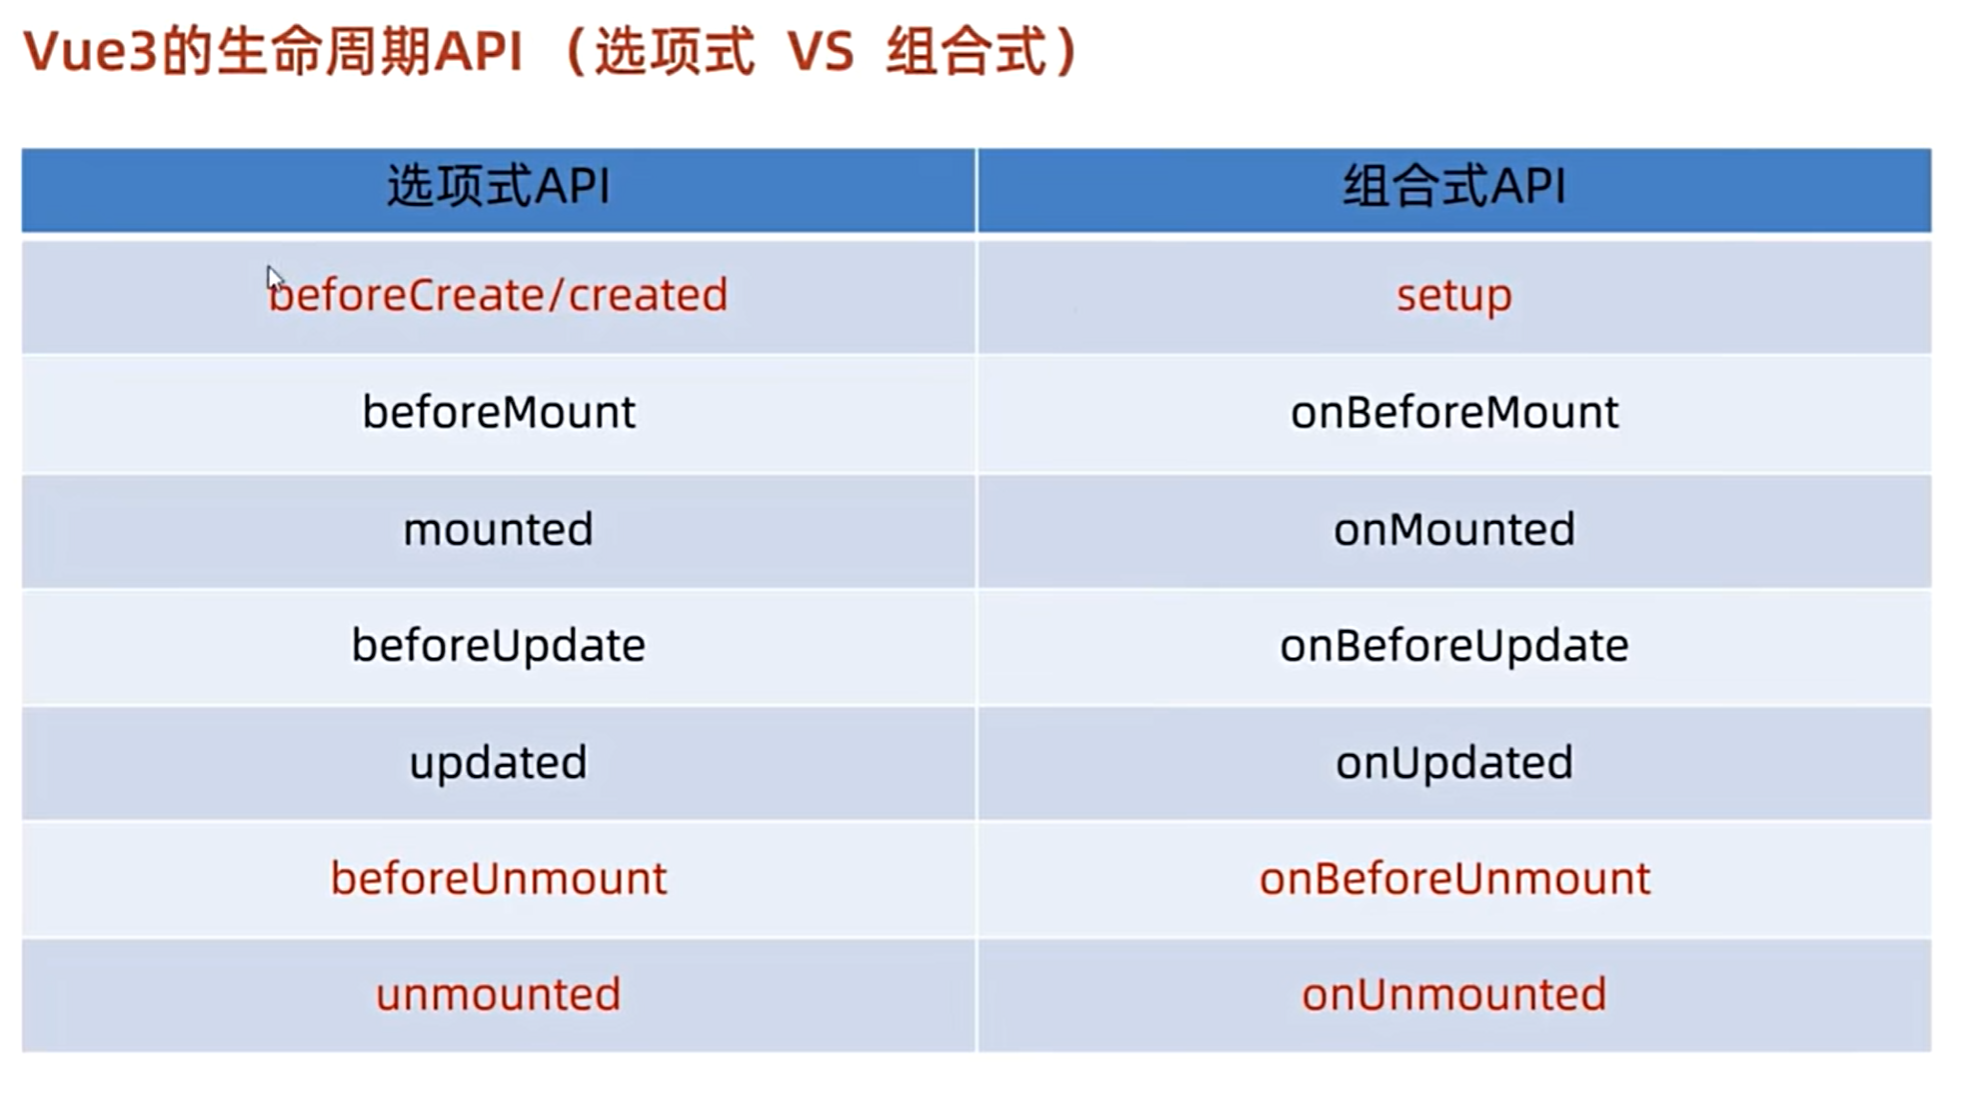 Vue3的生命周期API（选项式 VS 组合式）
选项式API 组合式API
beforeCreate/created setup
beforeMount onBeforeMount
mounted onMounted
beforeUpdate onBeforeUpdate
updated onUpdated
beforeUnmount onBeforeUnmount
unmounted onUnmounted